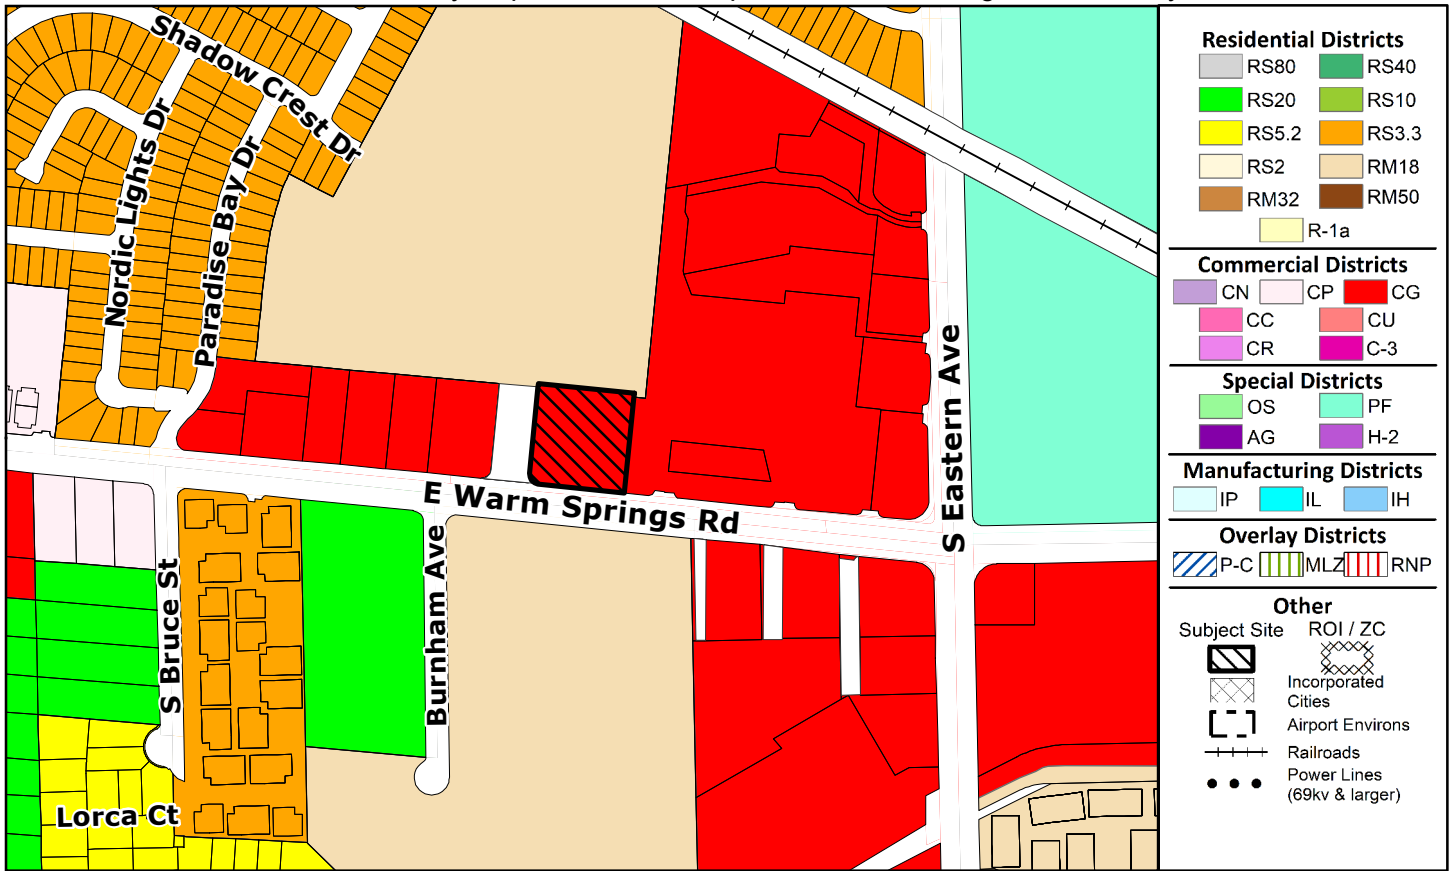 Shadow Crest Dr
Nordic Lights Dr
Paradise Bay Dr
S Eastern Ave
E Warm Springs Rd
S Bruce St
Burnham Ave
Lorca Ct
Residential Districts
RS80 RS40
RS20 RS10
RS5.2 RS3.3
RS2 RM18
RM32 RM50
R-1a
Commercial Districts
CN CP CG
CC CU
CR C-3
Special Districts
OS PF
AG H-2
Manufacturing Districts
IP IL IH
Overlay Districts
P-C MLZ RNP
Other
Subject Site ROI / ZC
Incorporated
Cities
Airport Environs
Railroads
Power Lines
(69kv & larger)